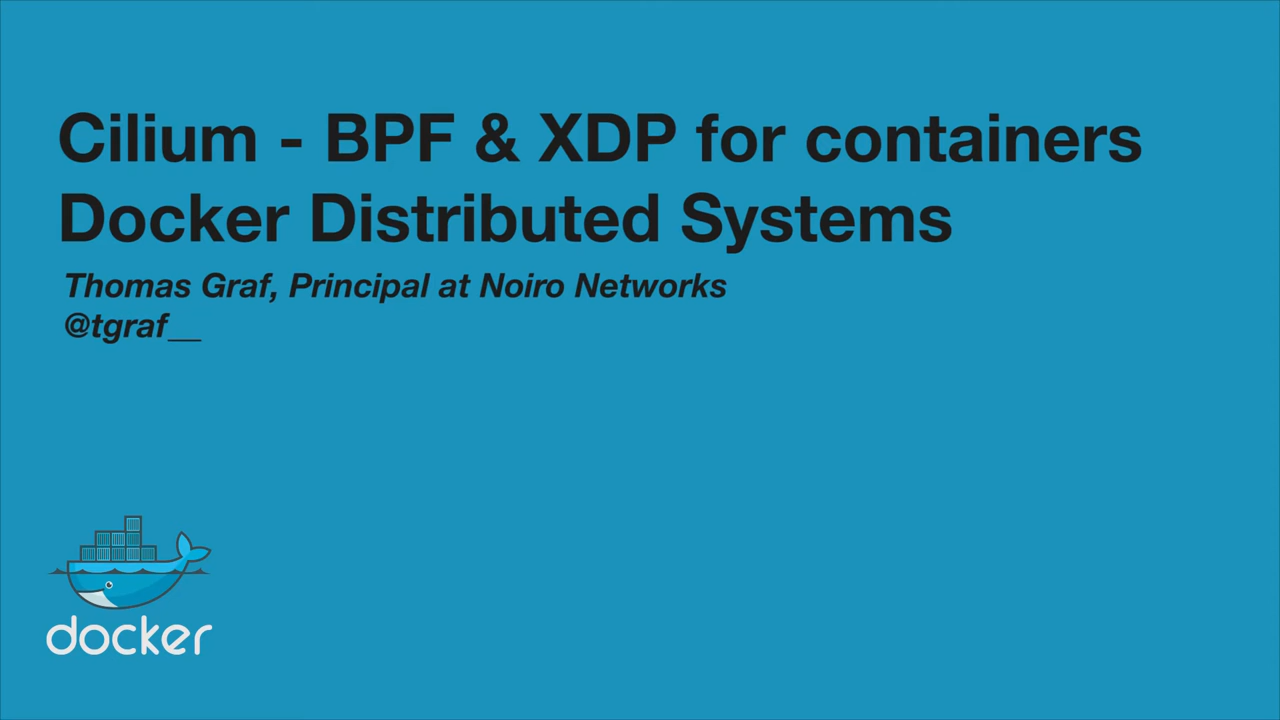 Cilium - BPF & XDP for containers
Docker Distributed Systems
Thomas Graf, Principal at Noiro Networks
@tgraf__
docker